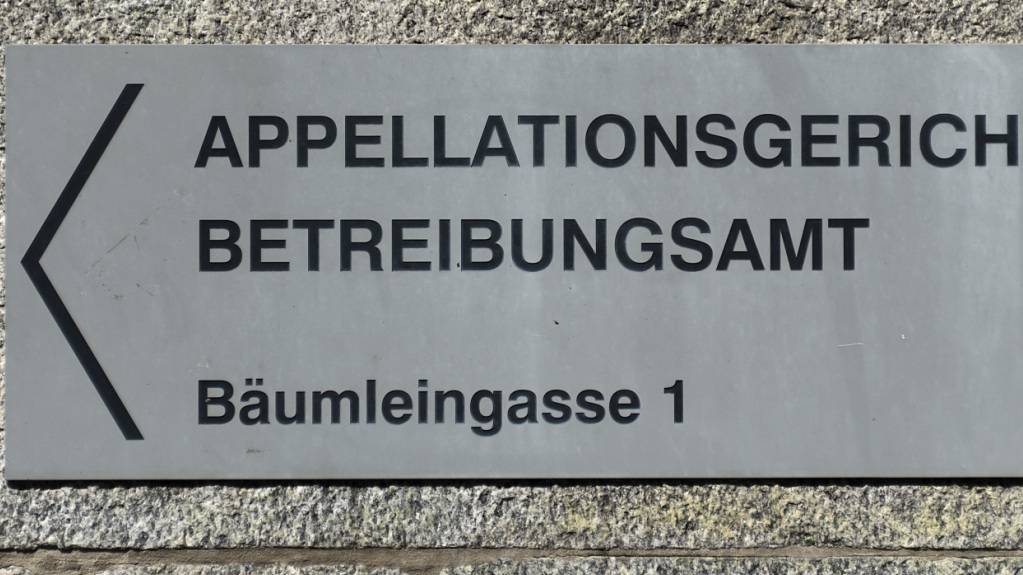 APPELLATIONSGERICH
BETREIBUNGSAMT
Bäumleingasse 1